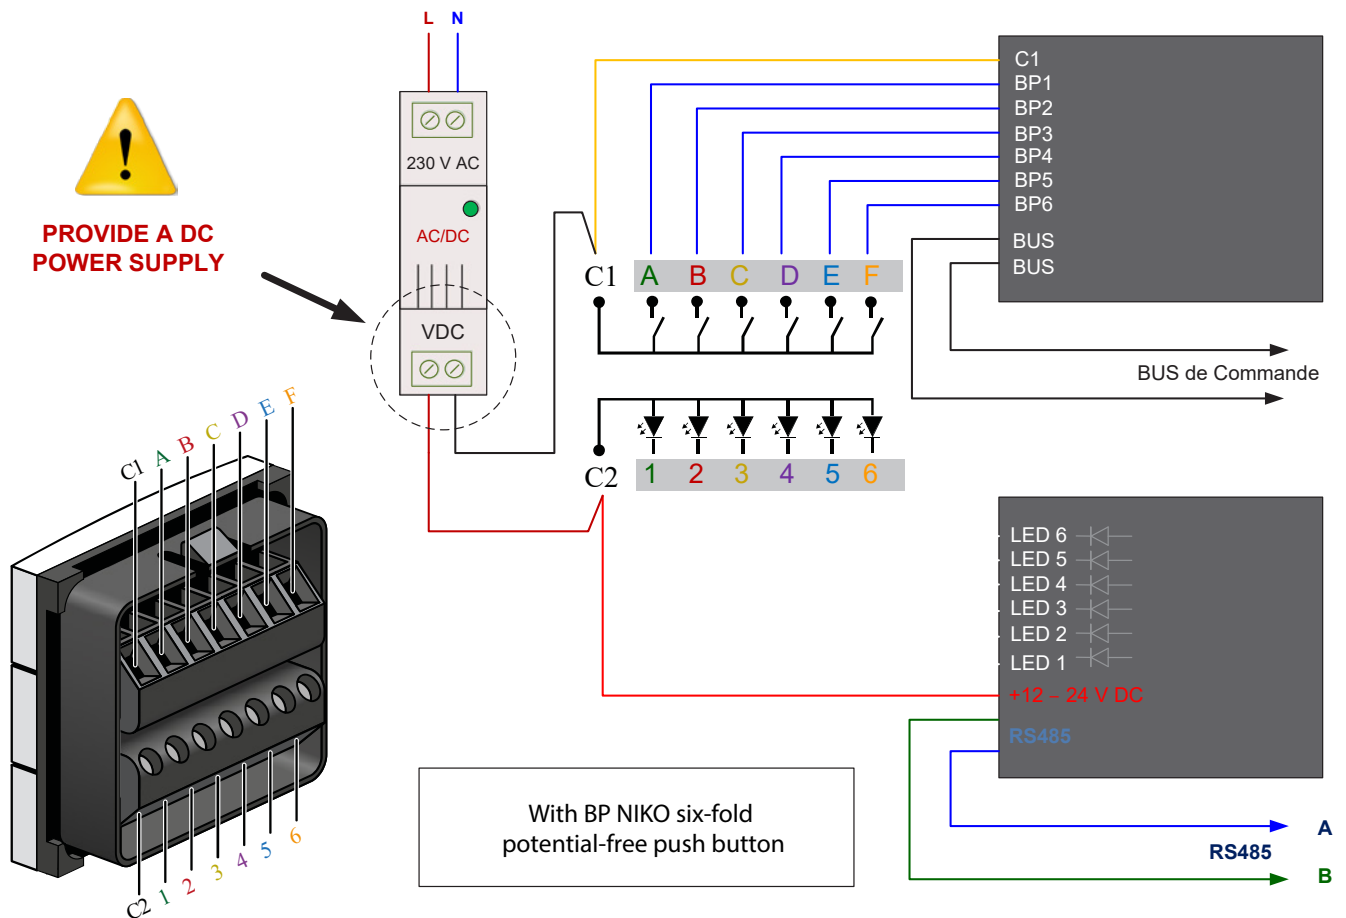 L N
230 V AC
AC/DC
VDC
PROVIDE A DC
POWER SUPPLY
C1
BP1
BP2
BP3
BP4
BP5
BP6
BUS
BUS
BUS de Commande
C1 A B C D E F
C2 1 2 3 4 5 6
C1 A B C D E F
C2 1 2 3 4 5 6
LED 6
LED 5
LED 4
LED 3
LED 2
LED 1
+12 – 24 V DC
RS485
A
RS485
B
With BP NIKO six-fold
potential-free push button